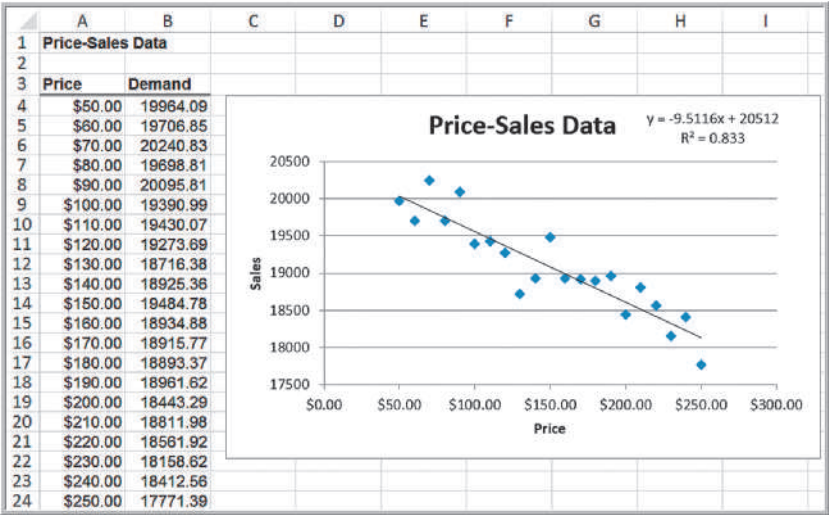 A B C D E F G H I
1 Price-Sales Data
2
3 Price Demand
4 $50.00 19964.09
5 $60.00 19706.85
6 $70.00 20240.83
7 $80.00 19698.81
8 $90.00 20095.81
9 $100.00 19390.99
10 $110.00 19430.07
11 $120.00 19273.69
12 $130.00 18716.38
13 $140.00 18925.36
14 $150.00 19484.78
15 $160.00 18934.88
16 $170.00 18915.77
17 $180.00 18893.37
18 $190.00 18961.62
19 $200.00 18443.29
20 $210.00 18811.98
21 $220.00 18561.92
22 $230.00 18158.62
23 $240.00 18412.56
24 $250.00 17771.39
Price-Sales Data
y = -9.5116x + 20512
R² = 0.833
20500
20000
19500
19000
18500
18000
17500
Sales
$0.00 $50.00 $100.00 $150.00 $200.00 $250.00 $300.00
Price